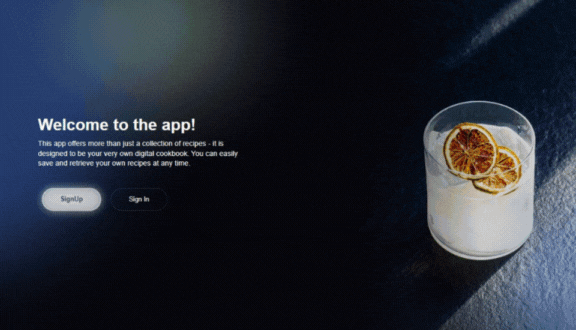 Welcome to the app!
This app offers more than just a collection of recipes - it is
designed to be your very own digital cookbook. You can easily
save and retrieve your own recipes at any time.
SignUp
Sign In